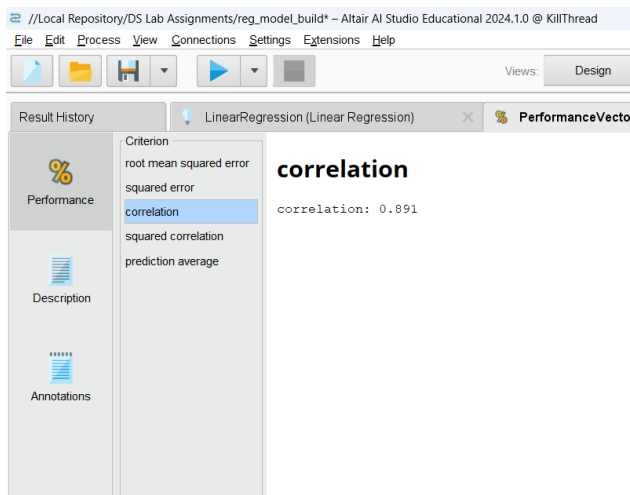 //Local Repository/DS Lab Assignments/reg_model_build* – Altair AI Studio Educational 2024.1.0 @ KillThread
File Edit Process View Connections Settings Extensions Help
Views: Design
Result History LinearRegression (Linear Regression) PerformanceVecto
Criterion
root mean squared error
squared error
correlation
squared correlation
prediction average
Performance
Description
Annotations
correlation
correlation: 0.891